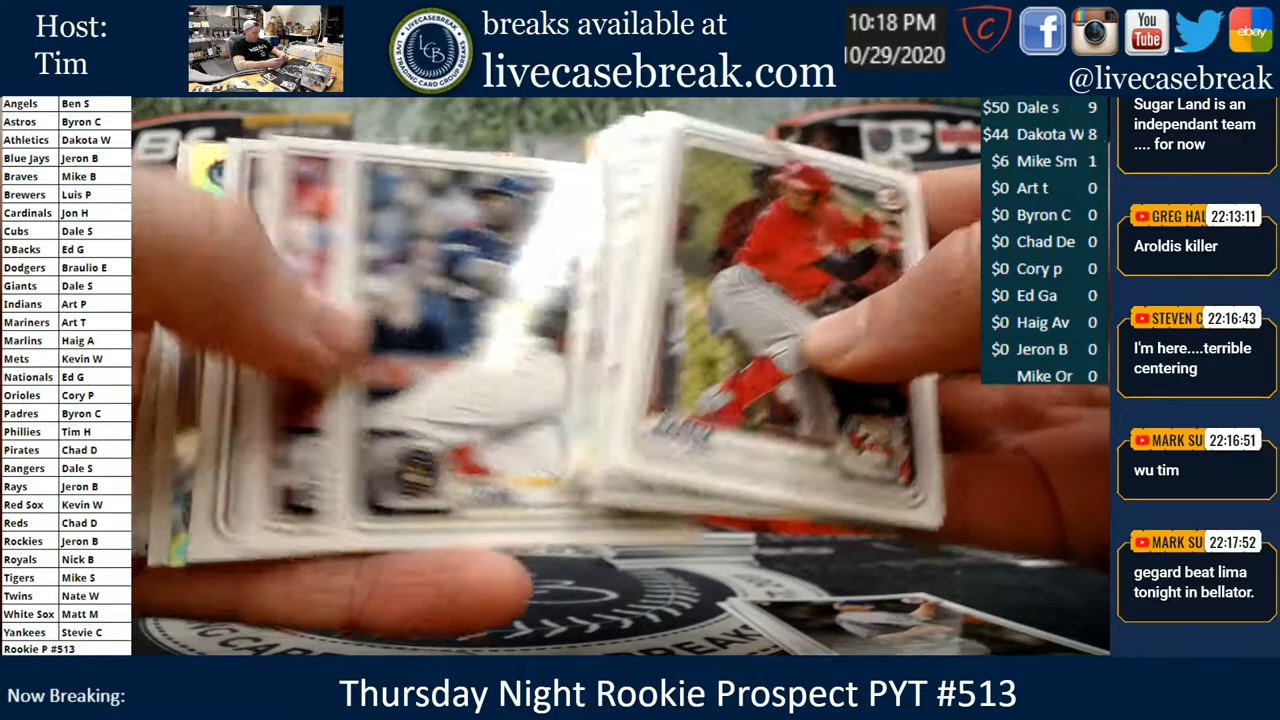 Host:
Tim
LCB
breaks available at
livecasebreak.com
10:18 PM
10/29/2020
You
Tube
ebay
@livecasebreak
Angels Ben S
Astros Byron C
Athletics Dakota W
Blue Jays Jeron B
Braves Mike B
Brewers Luis P
Cardinals Jon H
Cubs Dale S
DBacks Ed G
Dodgers Braulio E
Giants Dale S
Indians Art P
Mariners Art T
Marlins Haig A
Mets Kevin W
Nationals Ed G
Orioles Cory P
Padres Byron C
Phillies Tim H
Pirates Chad D
Rangers Dale S
Rays Jeron B
Red Sox Kevin W
Reds Chad D
Rockies Jeron B
Royals Nick B
Tigers Mike S
Twins Nate W
White Sox Matt M
Yankees Stevie C
Rookie P #513
$50 Dale s 9
$44 Dakota W 8
$6 Mike Sm 1
$0 Art t 0
$0 Byron C 0
$0 Chad De 0
$0 Cory p 0
$0 Ed Ga 0
$0 Haig Av 0
$0 Jeron B 0
Mike Or 0
Sugar Land is an
independant team
.... for now
GREG HAL 22:13:11
Aroldis killer
STEVEN C 22:16:43
I'm here....terrible
centering
MARK SU 22:16:51
wu tim
MARK SU 22:17:52
gegard beat lima
tonight in bellator.
Now Breaking:
Thursday Night Rookie Prospect PYT #513